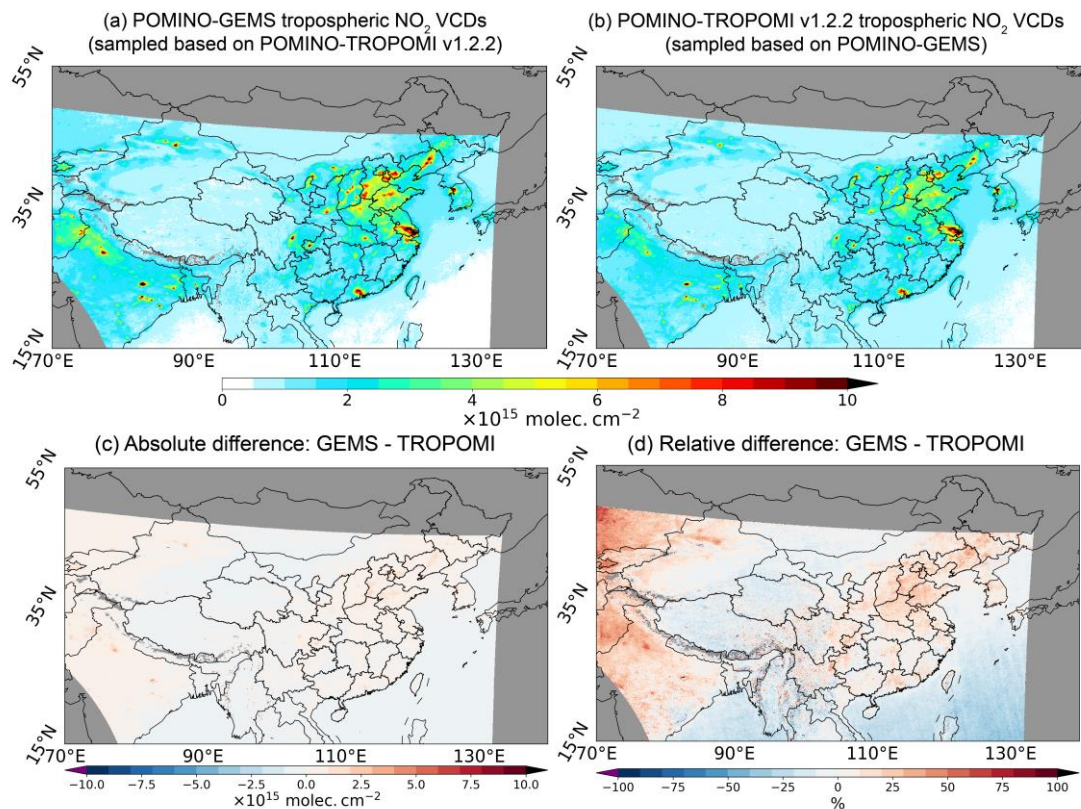 (a) POMINO-GEMS tropospheric NO₂ VCDs
(sampled based on POMINO-TROPOMI v1.2.2)
(b) POMINO-TROPOMI v1.2.2 tropospheric NO₂ VCDs
(sampled based on POMINO-GEMS)
55°N
35°N
15°N
70°E 90°E 110°E 130°E
55°N
35°N
15°N
70°E 90°E 110°E 130°E
0 2 4 6 8 10
×10¹⁵ molec. cm⁻²
(c) Absolute difference: GEMS - TROPOMI
(d) Relative difference: GEMS - TROPOMI
55°N
35°N
15°N
70°E 90°E 110°E 130°E
55°N
35°N
15°N
70°E 90°E 110°E 130°E
−10.0 −7.5 −5.0 −2.5 0.0 2.5 5.0 7.5 10.0
×10¹⁵ molec. cm⁻²
−100 −75 −50 −25 0 25 50 75 100
%